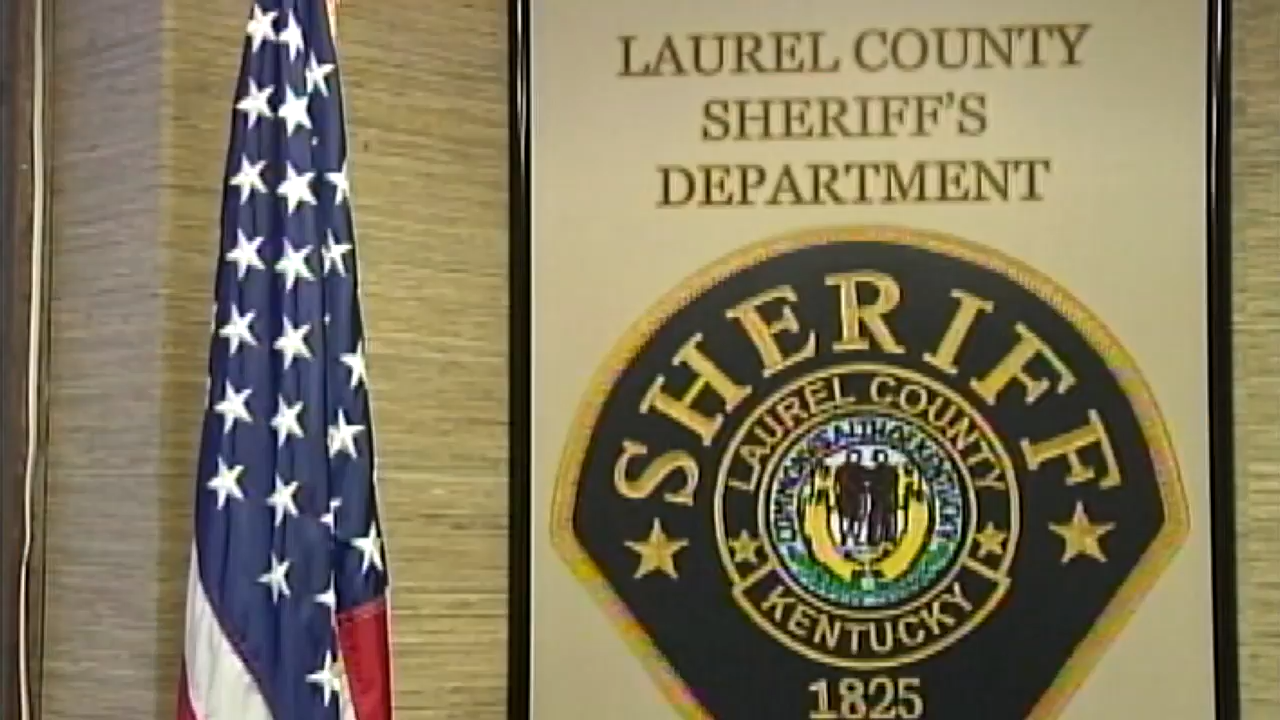 LAUREL COUNTY
SHERIFF'S
DEPARTMENT
SHERIFF
LAUREL COUNTY
KENTUCKY
1825